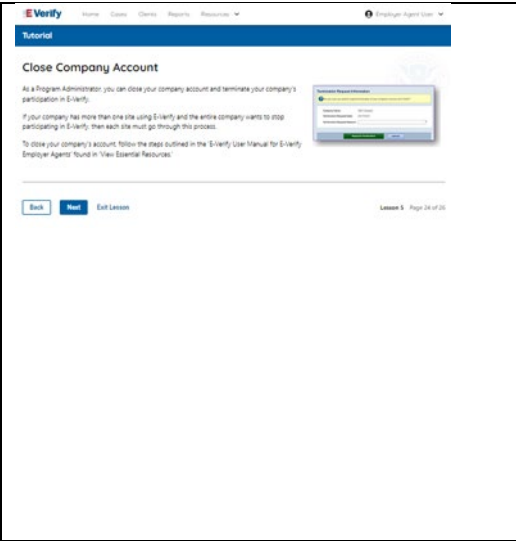 E-Verify Home Cases Clients Reports Resources Employer Agent User
Tutorial
Close Company Account
As a Program Administrator, you can close your company account and terminate your company's
participation in E-Verify.
If your company has more than one site using E-Verify and the entire company wants to stop
participating in E-Verify, then each site must go through this process.
To close your company's account, follow the steps outlined in the 'E-Verify User Manual for E-Verify
Employer Agents' found in 'View Essential Resources.'
Termination Request Information
Back Next Exit Lesson Lesson 5 Page 24 of 26